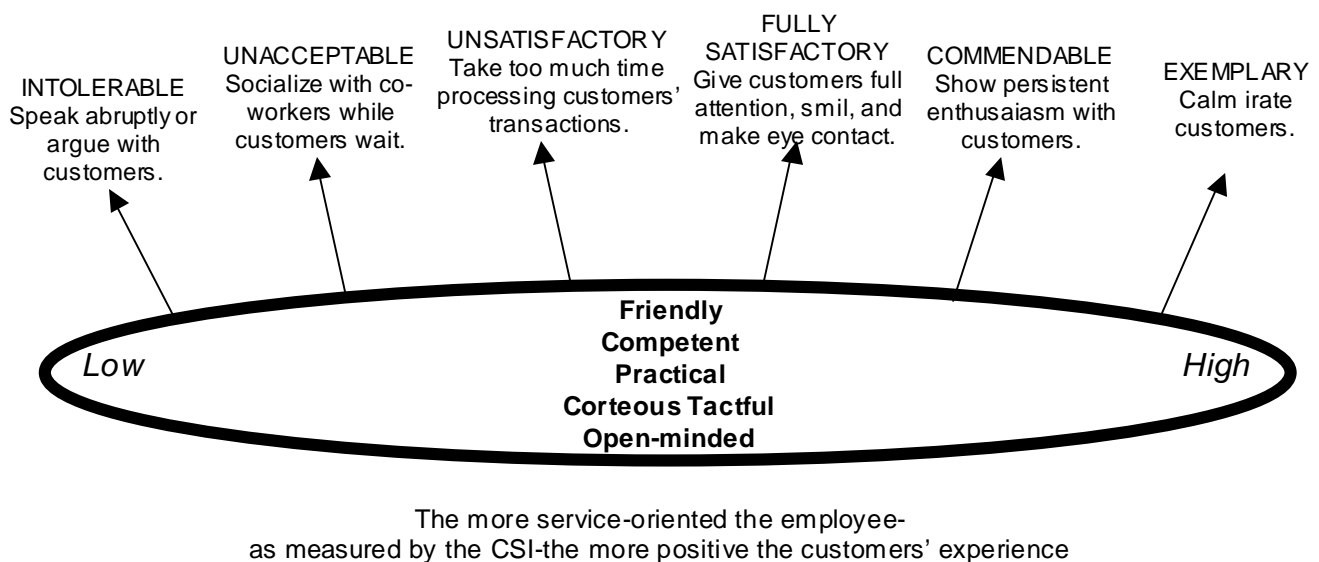 INTOLERABLE
Speak abruptly or
argue with
customers.
UNACCEPTABLE
Socialize with co-
workers while
customers wait.
UNSATISFACTORY
Take too much time
processing customers’
transactions.
FULLY
SATISFACTORY
Give customers full
attention, smil, and
make eye contact.
COMMENDABLE
Show persistent
enthusaiasm with
customers.
EXEMPLARY
Calm irate
customers.
Low
Friendly
Competent
Practical
Corteous Tactful
Open-minded
High
The more service-oriented the employee-
as measured by the CSI-the more positive the customers’ experience